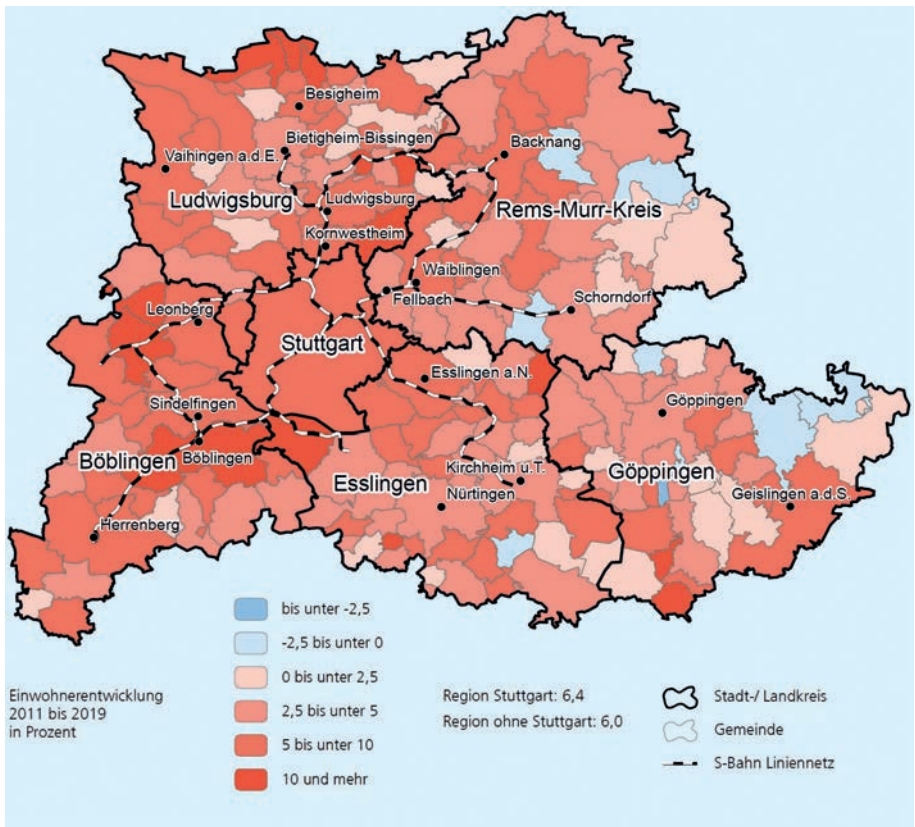 Besigheim
Bietigheim-Bissingen
Backnang
Vaihingen a.d.E.
Ludwigsburg
Rems-Murr-Kreis
Ludwigsburg
Kornwestheim
Waiblingen
Fellbach
Schorndorf
Leonberg
Stuttgart
Esslingen a.N.
Sindelfingen
Göppingen
Böblingen
Böblingen
Kirchheim u.T.
Göppingen
Esslingen
Nürtingen
Geislingen a.d.S.
Herrenberg
Einwohnerentwicklung
2011 bis 2019
in Prozent
bis unter -2,5
-2,5 bis unter 0
0 bis unter 2,5
2,5 bis unter 5
5 bis unter 10
10 und mehr
Region Stuttgart: 6,4
Region ohne Stuttgart: 6,0
Stadt-/ Landkreis
Gemeinde
S-Bahn Liniennetz